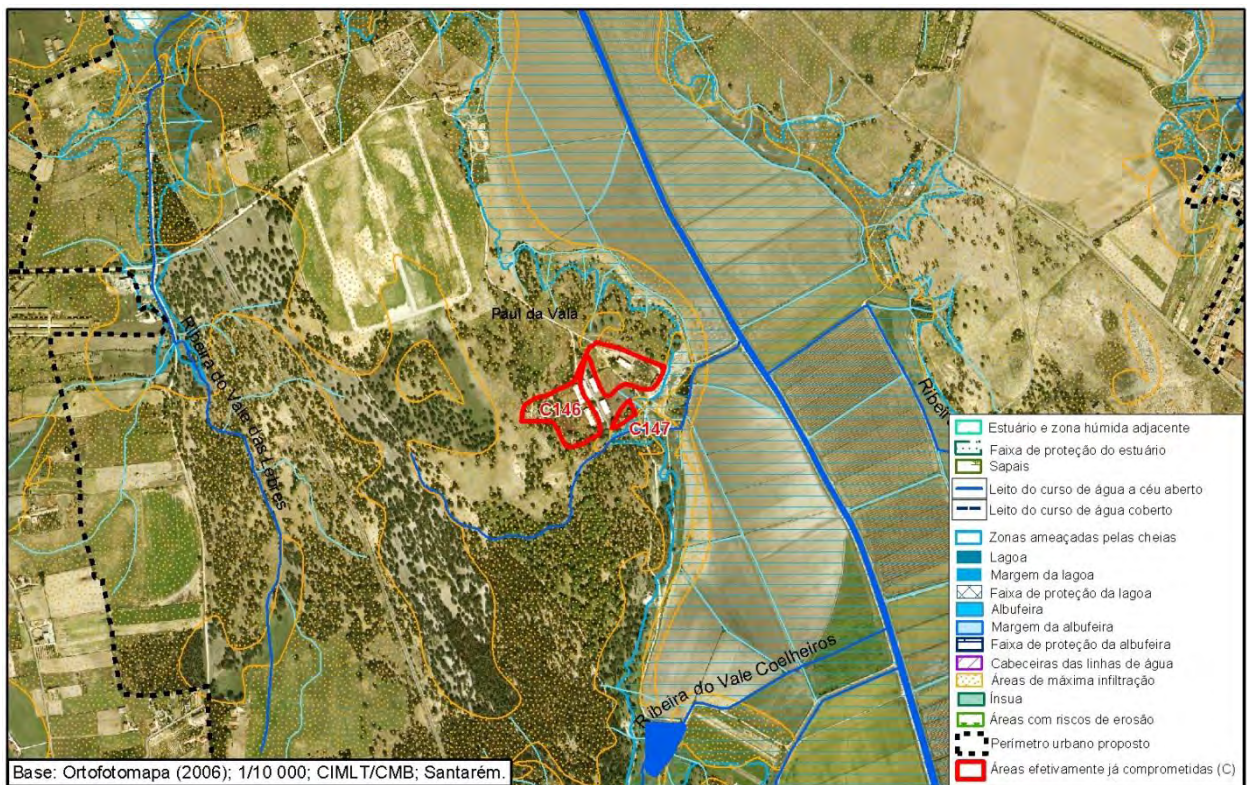 Paul da Vala
Ribeira do Vale das Lebres
C146
C147
Ribeira
Ribeira do Vale Coelheiros
Estuário e zona húmida adjacente
Faixa de proteção do estuário
Sapais
Leito do curso de água a céu aberto
Leito do curso de água coberto
Zonas ameaçadas pelas cheias
Lagoa
Margem da lagoa
Faixa de proteção da lagoa
Albufeira
Margem da albufeira
Faixa de proteção da albufeira
Cabeceiras das linhas de água
Áreas de máxima infiltração
Ínsua
Áreas com riscos de erosão
Perímetro urbano proposto
Áreas efetivamente já comprometidas (C)
Base: Ortofotomapa (2006); 1/10 000; CIMLT/CMB; Santarém.